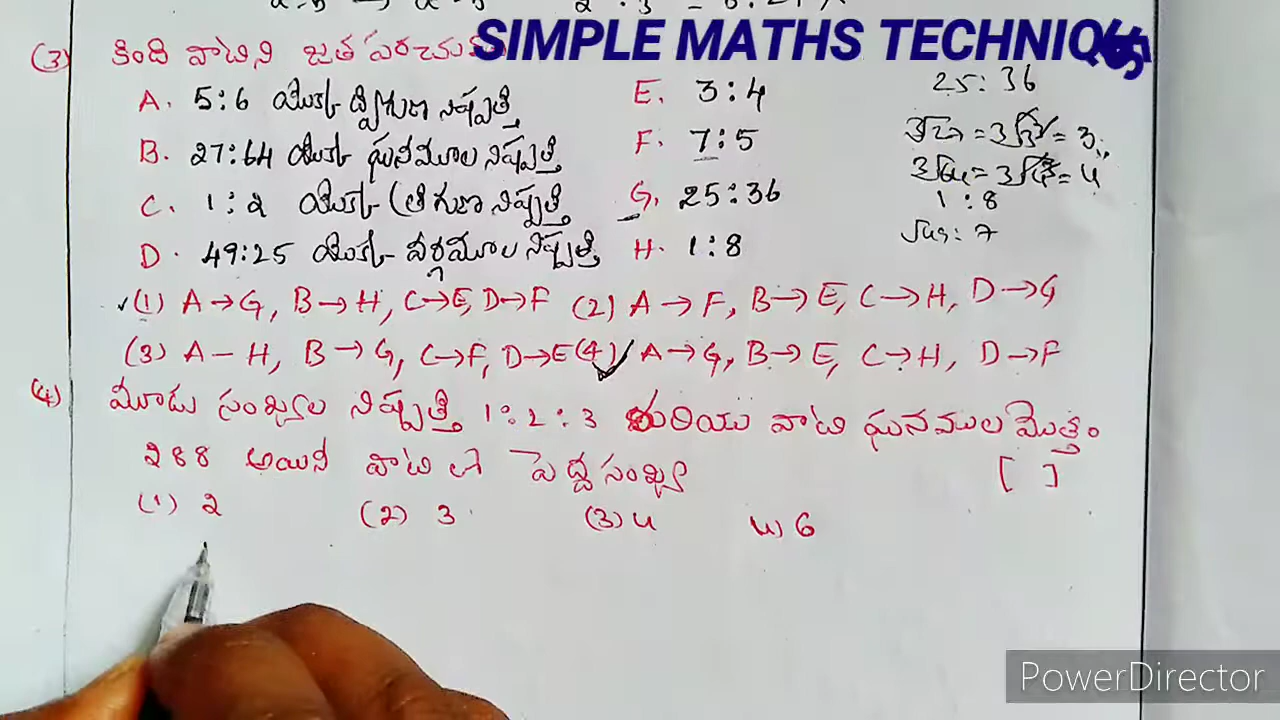 SIMPLE MATHS TECHNIQS
(3) కింది వాటిని జత పరచుకు
A. 5:6 యొక్క ద్విగుణ నిష్పత్తి E. 3:4 25:36
B. 27:64 యొక్క ఘనమూల నిష్పత్తి F. 7:5
C. 1:2 యొక్క త్రిగుణ నిష్పత్తి G. 25:36 1:8
D. 49:25 యొక్క వర్గమూల నిష్పత్తి H. 1:8
(1) A→G, B→H, C→E, D→F (2) A→F, B→E, C→H, D→G
(3) A-H, B→G, C→F, D→E (4) A→G, B→E, C→H, D→F
(4) మూడు సంఖ్యల నిష్పత్తి 1:2:3 మరియు వాటి ఘనముల మొత్తం
288 అయిన వాటి లో పెద్ద సంఖ్య [ ]
(1) 2 (2) 3 (3) 4 4) 6
PowerDirector